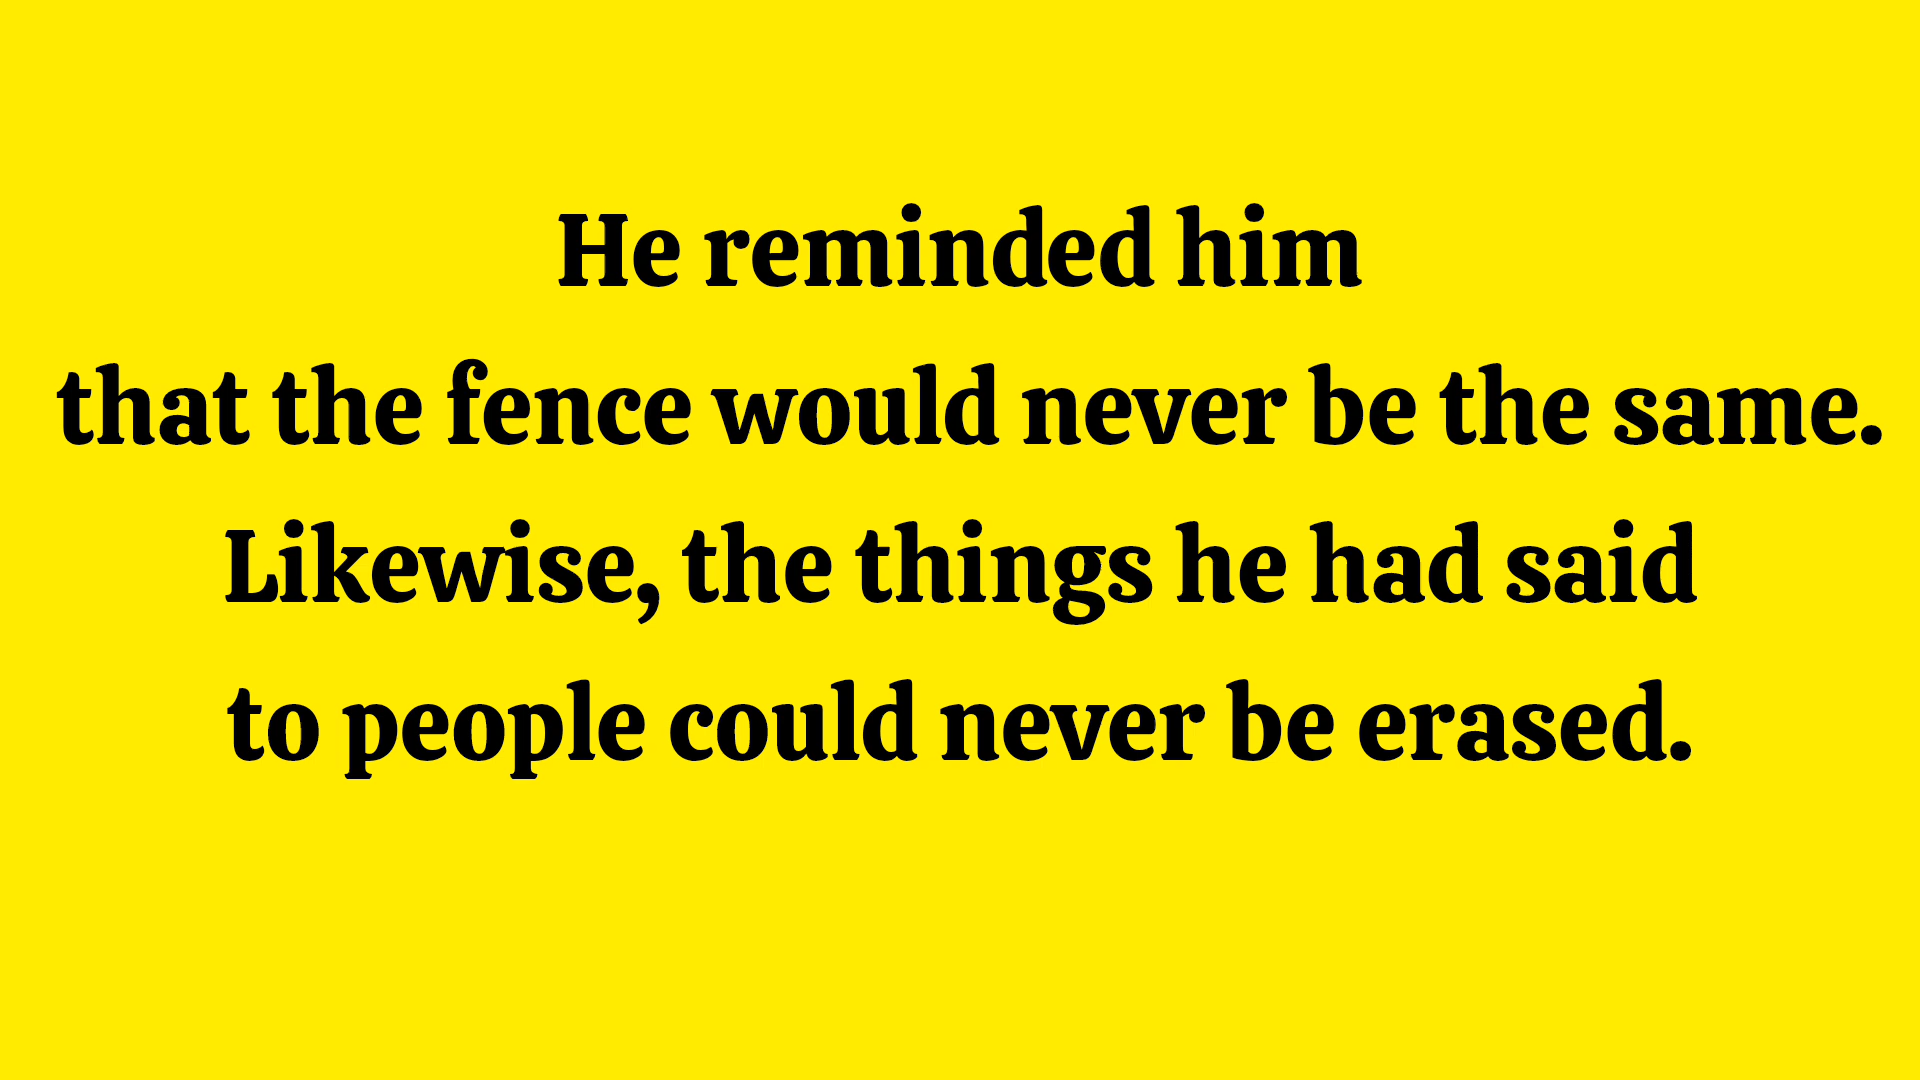 He reminded him
that the fence would never be the same.
Likewise, the things he had said
to people could never be erased.